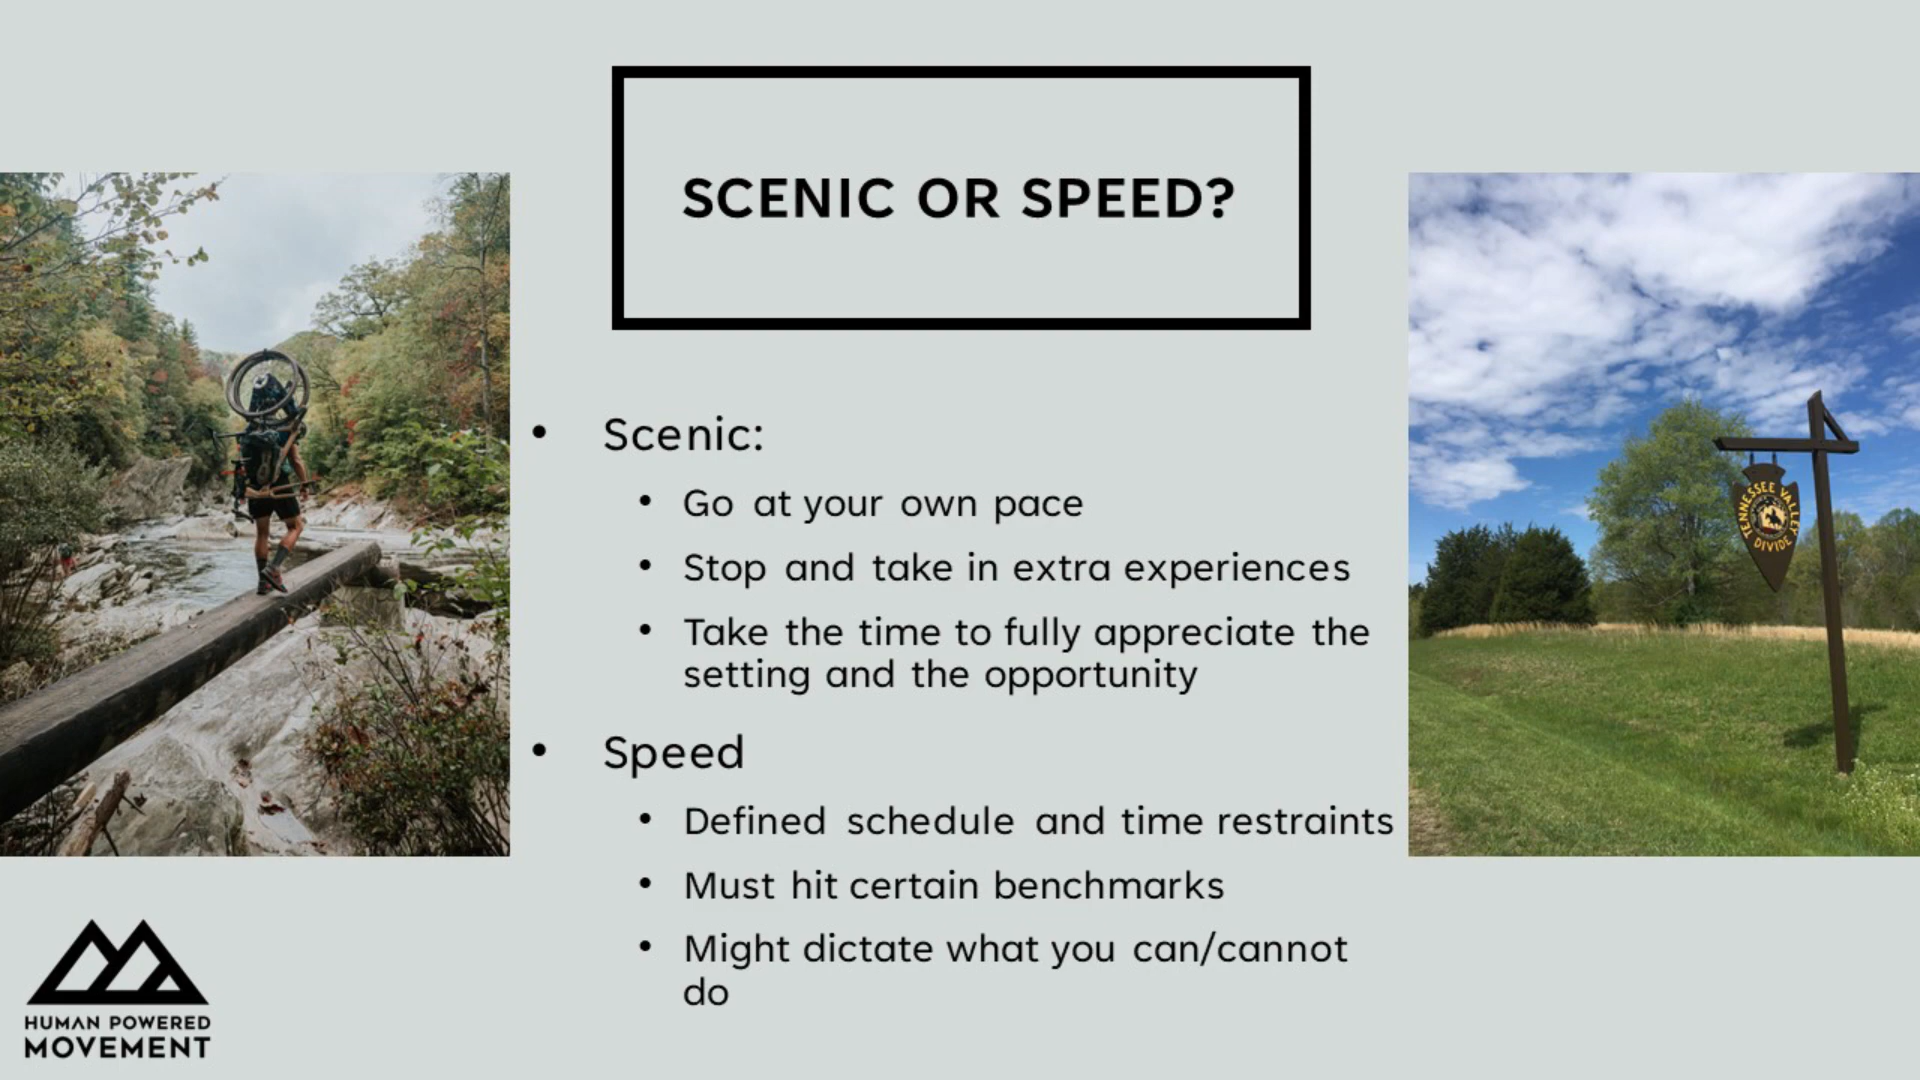 SCENIC OR SPEED?
• Scenic:
• Go at your own pace
• Stop and take in extra experiences
• Take the time to fully appreciate the
setting and the opportunity
• Speed
• Defined schedule and time restraints
• Must hit certain benchmarks
• Might dictate what you can/cannot
do
TENNESSEE VALLEY
DIVIDE
HUMAN POWERED
MOVEMENT